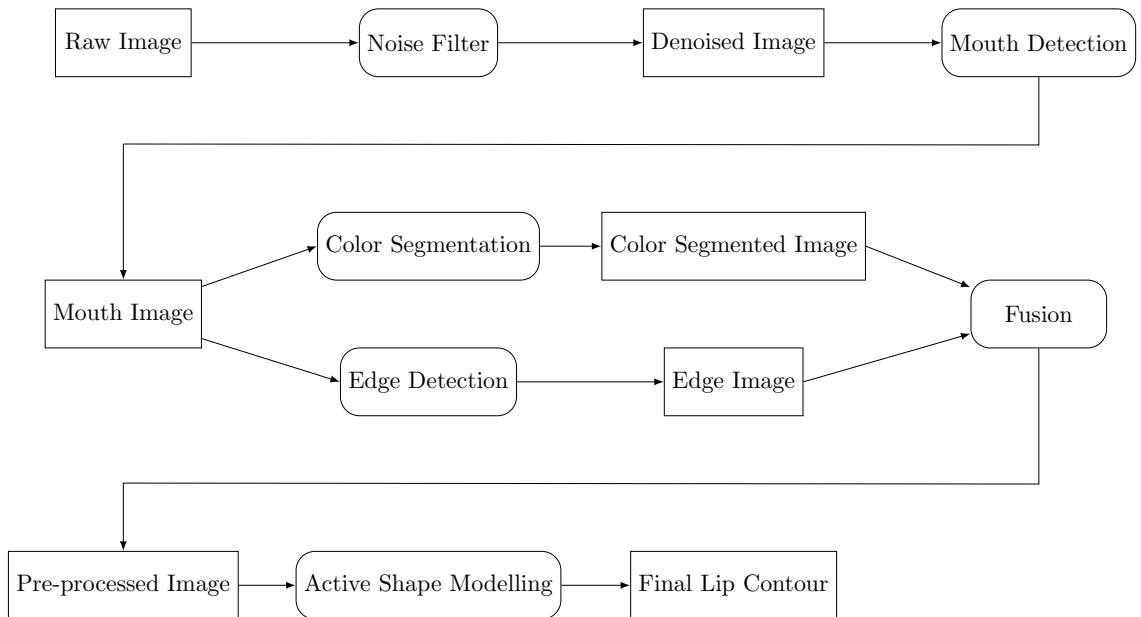 Raw Image
Noise Filter
Denoised Image
Mouth Detection
Color Segmentation
Color Segmented Image
Mouth Image
Fusion
Edge Detection
Edge Image
Pre-processed Image
Active Shape Modelling
Final Lip Contour